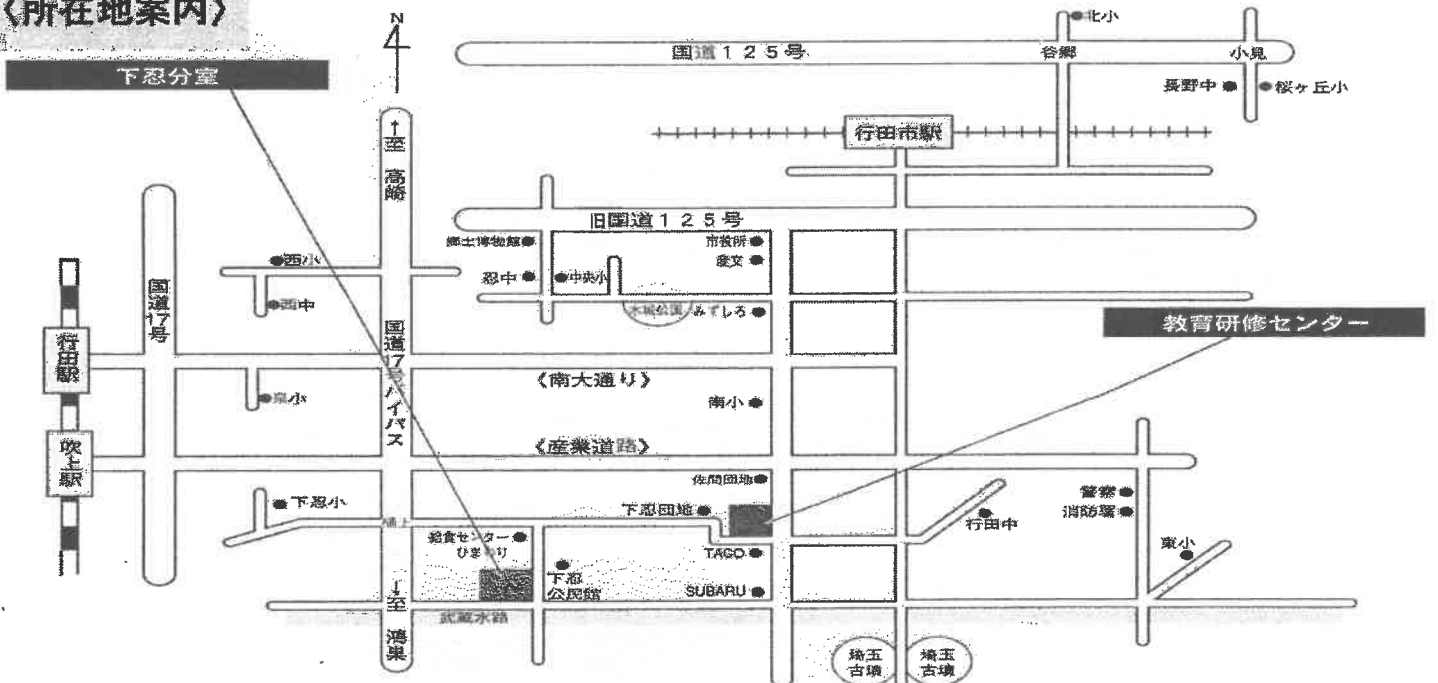 〈所在地案内〉
N
北小
国道125号
谷郷
小見
下忍分室
長野中
桜ヶ丘小
↑至 高崎
行田市駅
旧国道125号
郷土博物館
市役所
産文
西小
忍中
中央小
国道17号
西中
水城公園
みずしろ
教育研修センター
国道17号バイパス
行田駅
《南大通り》
泉小
南小
吹上駅
《産業道路》
佐間団地
下忍小
下忍団地
警察
消防署
行田中
樋上
給食センター
ひまわり
TAGO
東小
下忍
公民館
SUBARU
↓至 鴻巣
武蔵水路
埼玉
古墳
埼玉
古墳